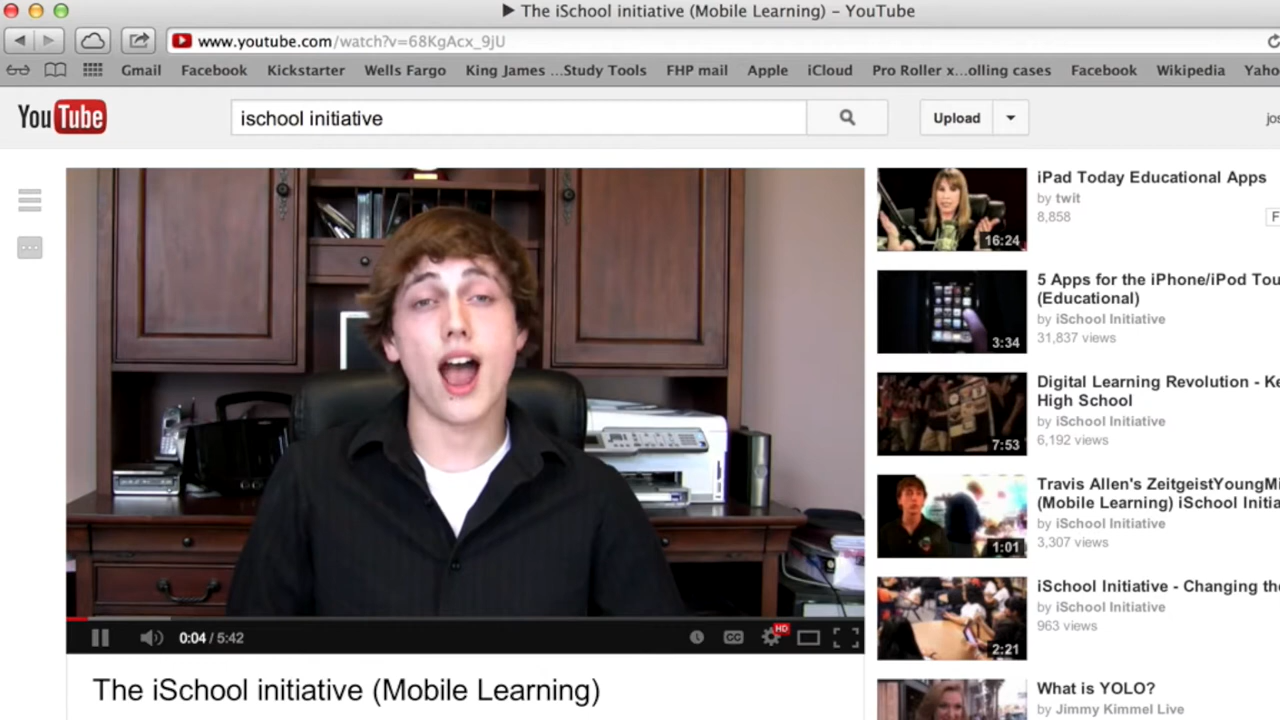 The iSchool initiative (Mobile Learning) – YouTube
www.youtube.com/watch?v=68KgAcx_9jU
Gmail Facebook Kickstarter Wells Fargo King James ...Study Tools FHP mail Apple iCloud Pro Roller x...olling cases Facebook Wikipedia Yaho
YouTube
ischool initiative
Upload
jos
0:04 / 5:42
CC
HD
The iSchool initiative (Mobile Learning)
16:24
iPad Today Educational Apps
by twit
8,858
F
3:34
5 Apps for the iPhone/iPod Tou
(Educational)
by iSchool Initiative
31,837 views
7:53
Digital Learning Revolution - Ke
High School
by iSchool Initiative
6,192 views
1:01
Travis Allen's ZeitgeistYoungMi
(Mobile Learning) iSchool Initia
by iSchool Initiative
3,307 views
2:21
iSchool Initiative - Changing the
by iSchool Initiative
963 views
What is YOLO?
by Jimmy Kimmel Live